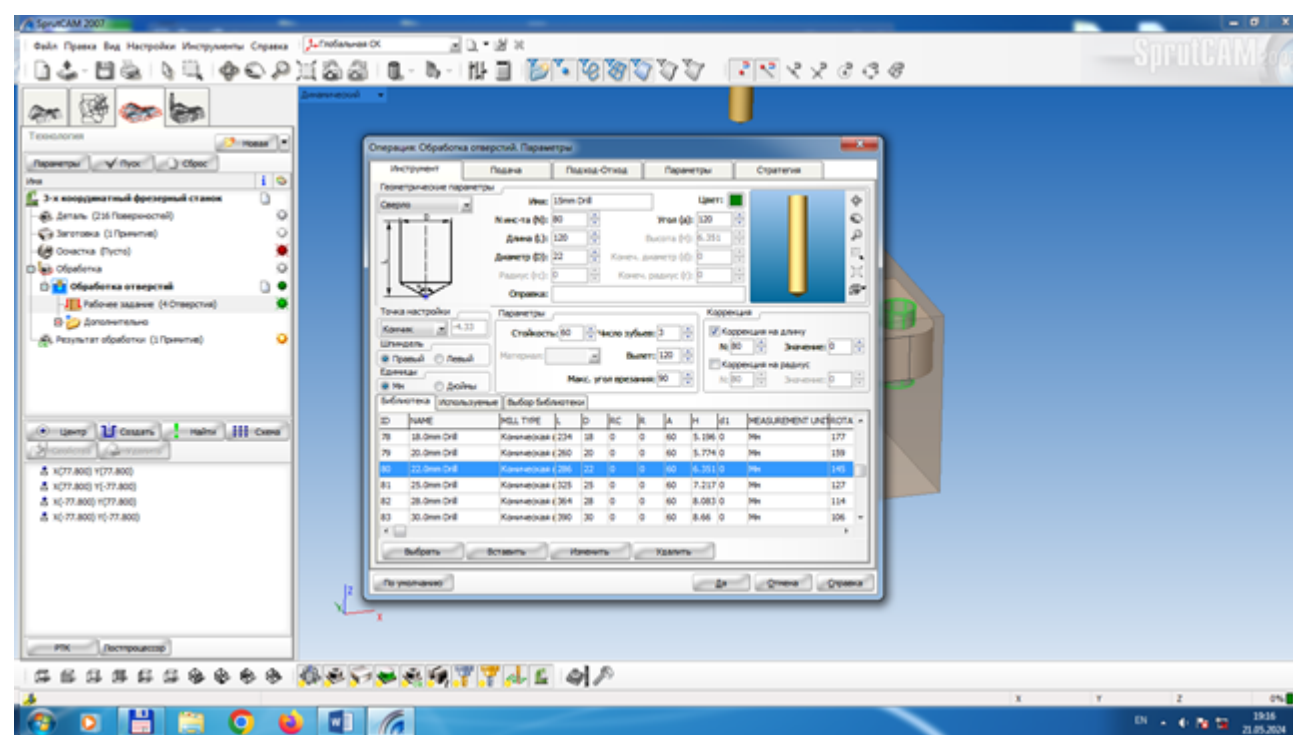 SprutCAM 2007
Файл Правка Вид Настройки Инструменты Справка
Глобальная СК
SprutCAM
Динамический
Технология
Новая
Параметры Пуск Сброс
Имя
3-х координатный фрезерный станок
Деталь (216 Поверхностей)
Заготовка (1 Примитив)
Оснастка (Пусто)
Обработка
Обработка отверстий
Рабочее задание (4 Отверстия)
Дополнительно
Результат обработки (1 Примитив)
Центр Создать Найти Схема
X(77.800) Y(77.800)
X(77.800) Y(-77.800)
X(-77.800) Y(77.800)
X(-77.800) Y(-77.800)
РТК Постпроцессор
Операция: Обработка отверстий. Параметры
Инструмент Подача Подход-Отход Параметры Стратегия
Геометрические параметры
Сверло
Имя: 15mm Drill
Цвет:
N инс-та (N): 80
Угол (a): 120
Длина (L): 120
Высота (h): 6.351
Диаметр (D): 22
Конеч. диаметр (d): 0
Радиус (rc): 0
Конеч. радиус (r): 0
Оправка:
Точка настройки
Кончик -4.33
Шпиндель
Правый Левый
Единицы
Мм Дюймы
Параметры
Стойкость: 60 Число зубьев: 3
Материал: Вылет: 120
Макс. угол врезания: 90
Коррекция
Коррекция на длину
N: 80 Значение: 0
Коррекция на радиус
N: 80 Значение: 0
Библиотека Используемые Выбор библиотеки
ID NAME MILL TYPE L D RC R A H d1 MEASUREMENT UNITS ROTA
78 18.0mm Drill Коническая ( 234 18 0 0 60 5.196 0 Мм 177
79 20.0mm Drill Коническая ( 260 20 0 0 60 5.774 0 Мм 159
80 22.0mm Drill Коническая ( 286 22 0 0 60 6.351 0 Мм 145
81 25.0mm Drill Коническая ( 325 25 0 0 60 7.217 0 Мм 127
82 28.0mm Drill Коническая ( 364 28 0 0 60 8.083 0 Мм 114
83 30.0mm Drill Коническая ( 390 30 0 0 60 8.66 0 Мм 106
Выбрать Вставить Изменить Удалить
По умолчанию Да Отмена Справка
Z
Y
X
X Y Z 0%
EN 19:16
21.05.2024